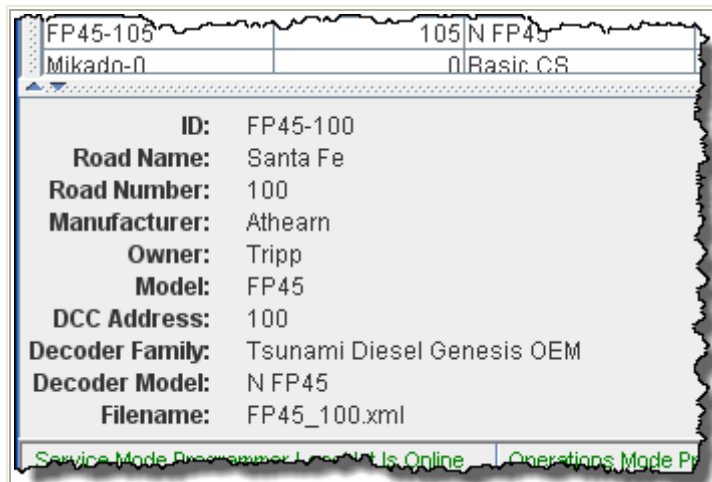 FP45-105 105 N FP45
Mikado-0 0 Basic CS
ID: FP45-100
Road Name: Santa Fe
Road Number: 100
Manufacturer: Athearn
Owner: Tripp
Model: FP45
DCC Address: 100
Decoder Family: Tsunami Diesel Genesis OEM
Decoder Model: N FP45
Filename: FP45_100.xml
Service Mode Programmer LocoNet Is Online Operations Mode Pr